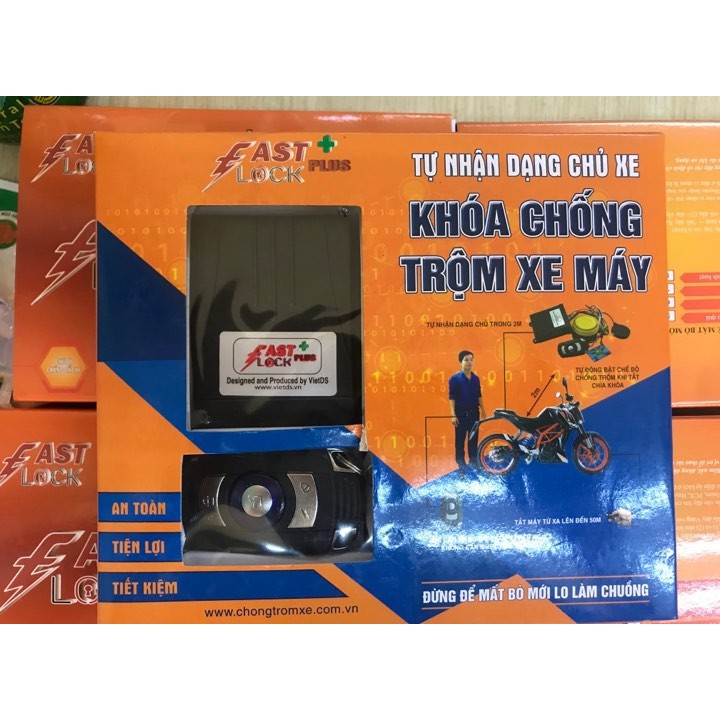 FAST
LOCK PLUS
TỰ NHẬN DẠNG CHỦ XE
KHÓA CHỐNG
TRỘM XE MÁY
TỰ NHẬN DẠNG CHỦ TRONG 2M
TỰ ĐỘNG BẬT CHẾ ĐỘ
CHỐNG TRỘM KHI TẮT
CHÌA KHÓA
2m
FAST
LOCK PLUS
Designed and Produced by VietDS
www.vietds.vn
TẮT MÁY TỪ XA LÊN ĐẾN 50M
AN TOÀN
TIỆN LỢI
TIẾT KIỆM
www.chongtromxe.com.vn
ĐỪNG ĐỂ MẤT BÒ MỚI LO LÀM CHUỒNG
FAST
LOCK
FAST
LOCK
FAST
LOCK